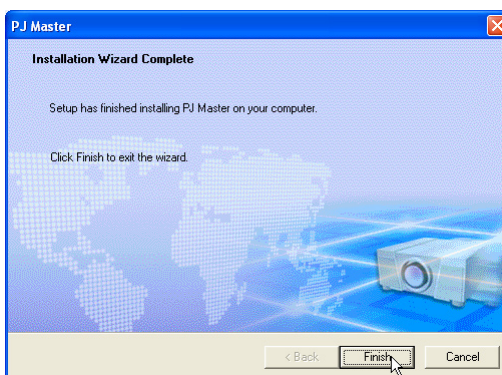 PJ Master
Installation Wizard Complete
Setup has finished installing PJ Master on your computer.
Click Finish to exit the wizard.
< Back Finish Cancel